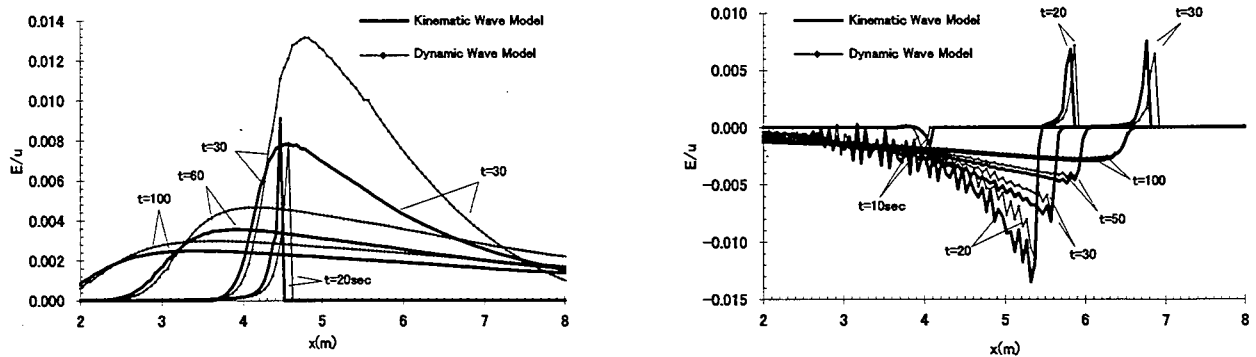 0.014
0.012
0.010
0.008
0.006
0.004
0.002
0.000
E/u
Kinematic Wave Model
Dynamic Wave Model
t=30
t=60
t=100
t=30
t=20sec
2 3 4 5 6 7 8
x(m)
0.010
0.005
0.000
−0.005
−0.010
−0.015
E/u
t=20
t=30
Kinematic Wave Model
Dynamic Wave Model
t=10sec
t=100
t=50
t=20
t=30
2 3 4 5 6 7 8
x(m)